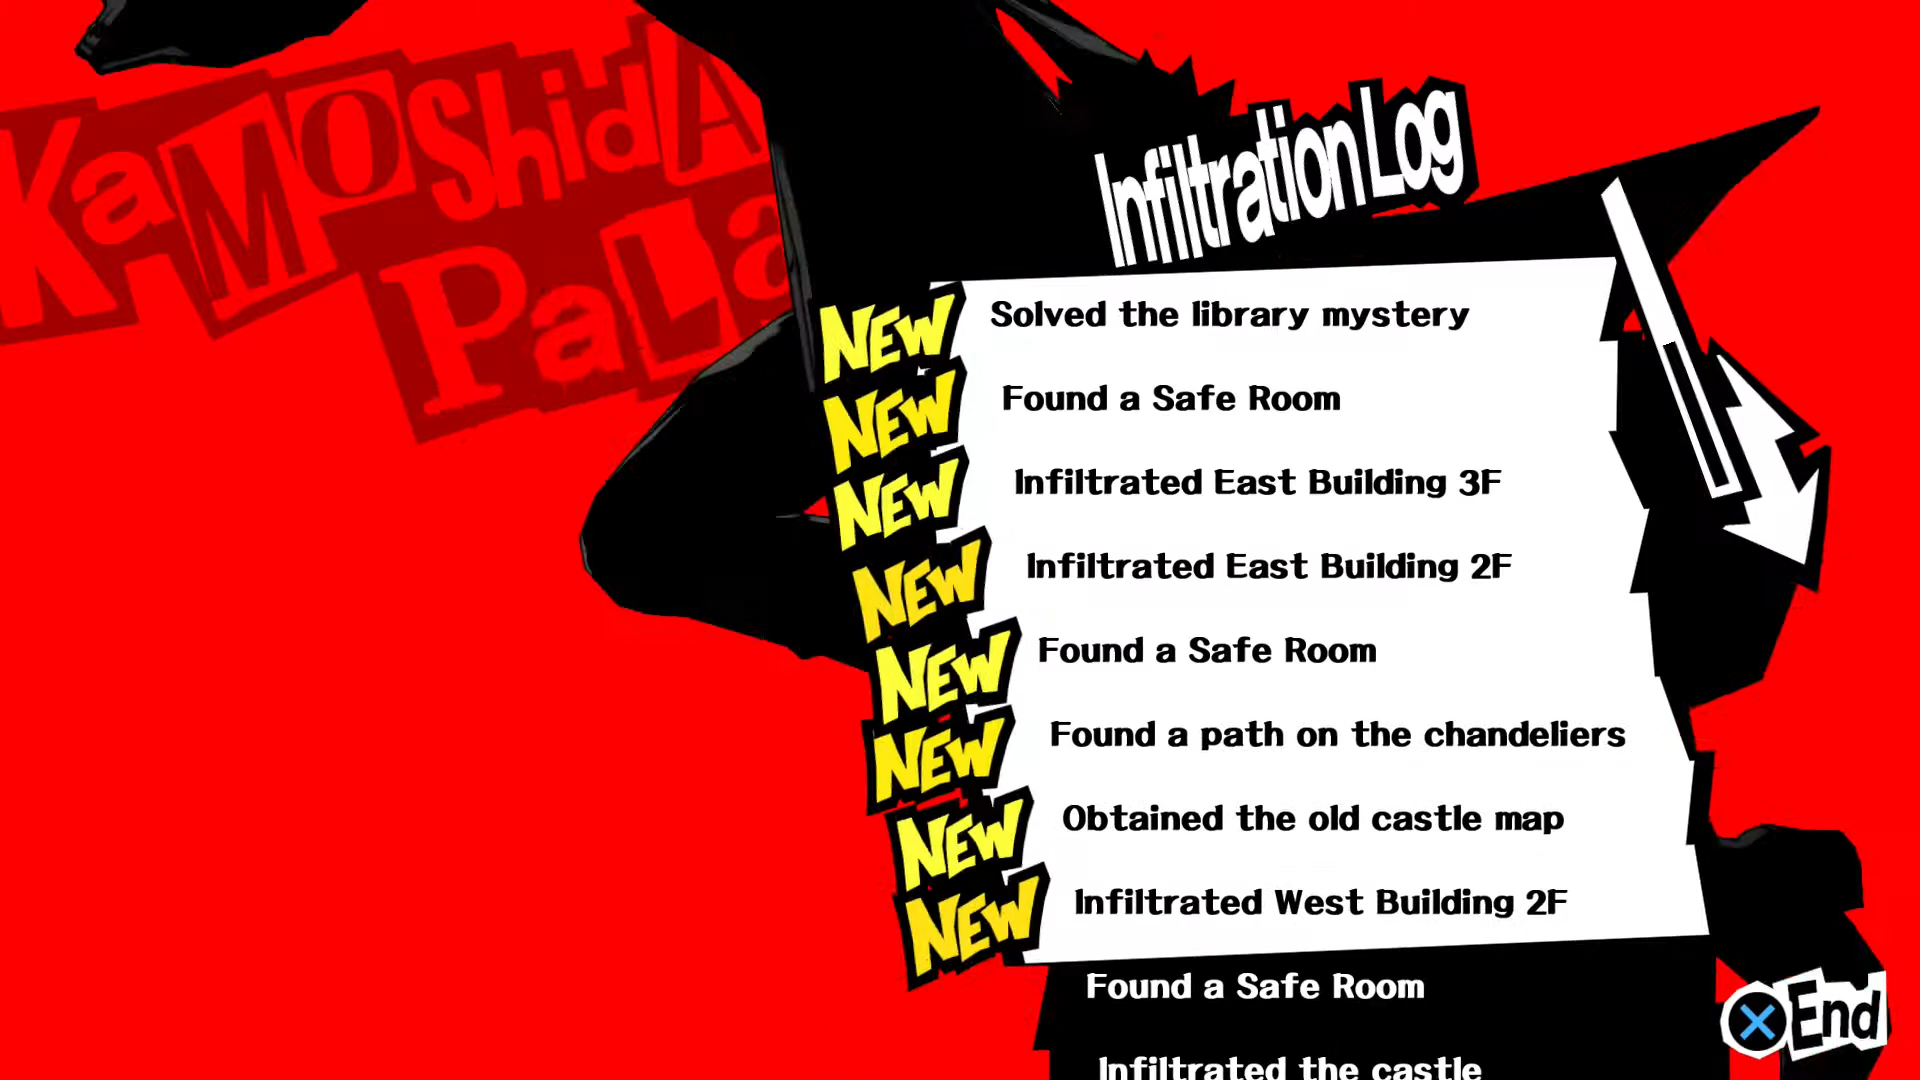 KaMOShidA
PaLa
Infiltration Log
NEW Solved the library mystery
NEW Found a Safe Room
NEW Infiltrated East Building 3F
NEW Infiltrated East Building 2F
NEW Found a Safe Room
NEW Found a path on the chandeliers
NEW Obtained the old castle map
NEW Infiltrated West Building 2F
Found a Safe Room
Infiltrated the castle
End